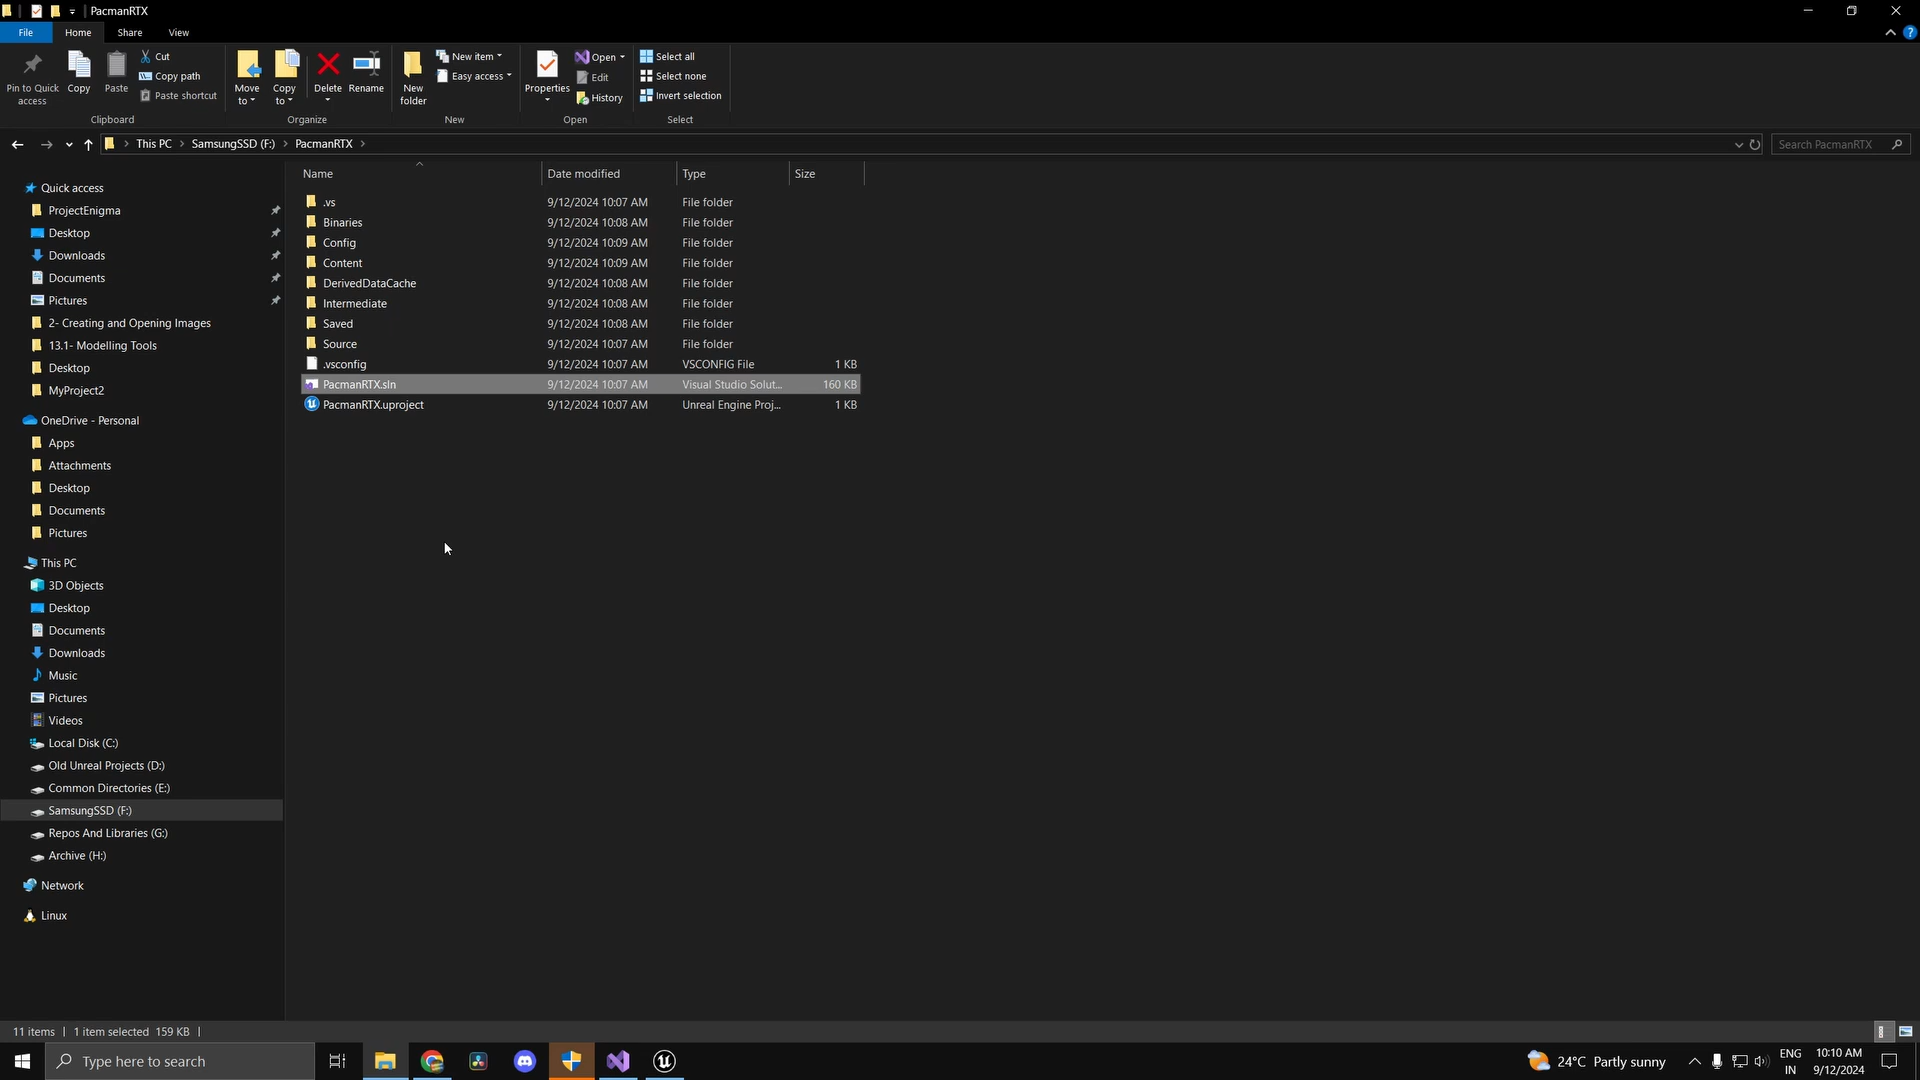 PacmanRTX
File Home Share View
Pin to Quick access
Copy
Paste
Cut
Copy path
Paste shortcut
Clipboard
Move to
Copy to
Delete
Rename
Organize
New folder
New item
Easy access
New
Properties
Open
Edit
History
Open
Select all
Select none
Invert selection
Select
This PC SamsungSSD (F:) PacmanRTX
Search PacmanRTX
Quick access
ProjectEnigma
Desktop
Downloads
Documents
Pictures
2- Creating and Opening Images
13.1- Modelling Tools
Desktop
MyProject2
OneDrive - Personal
Apps
Attachments
Desktop
Documents
Pictures
This PC
3D Objects
Desktop
Documents
Downloads
Music
Pictures
Videos
Local Disk (C:)
Old Unreal Projects (D:)
Common Directories (E:)
SamsungSSD (F:)
Repos And Libraries (G:)
Archive (H:)
Network
Linux
Name Date modified Type Size
.vs 9/12/2024 10:07 AM File folder
Binaries 9/12/2024 10:08 AM File folder
Config 9/12/2024 10:09 AM File folder
Content 9/12/2024 10:09 AM File folder
DerivedDataCache 9/12/2024 10:08 AM File folder
Intermediate 9/12/2024 10:08 AM File folder
Saved 9/12/2024 10:08 AM File folder
Source 9/12/2024 10:07 AM File folder
.vsconfig 9/12/2024 10:07 AM VSCONFIG File 1 KB
PacmanRTX.sln 9/12/2024 10:07 AM Visual Studio Solut... 160 KB
PacmanRTX.uproject 9/12/2024 10:07 AM Unreal Engine Proj... 1 KB
11 items 1 item selected 159 KB
Type here to search
24°C Partly sunny
ENG
IN
10:10 AM
9/12/2024